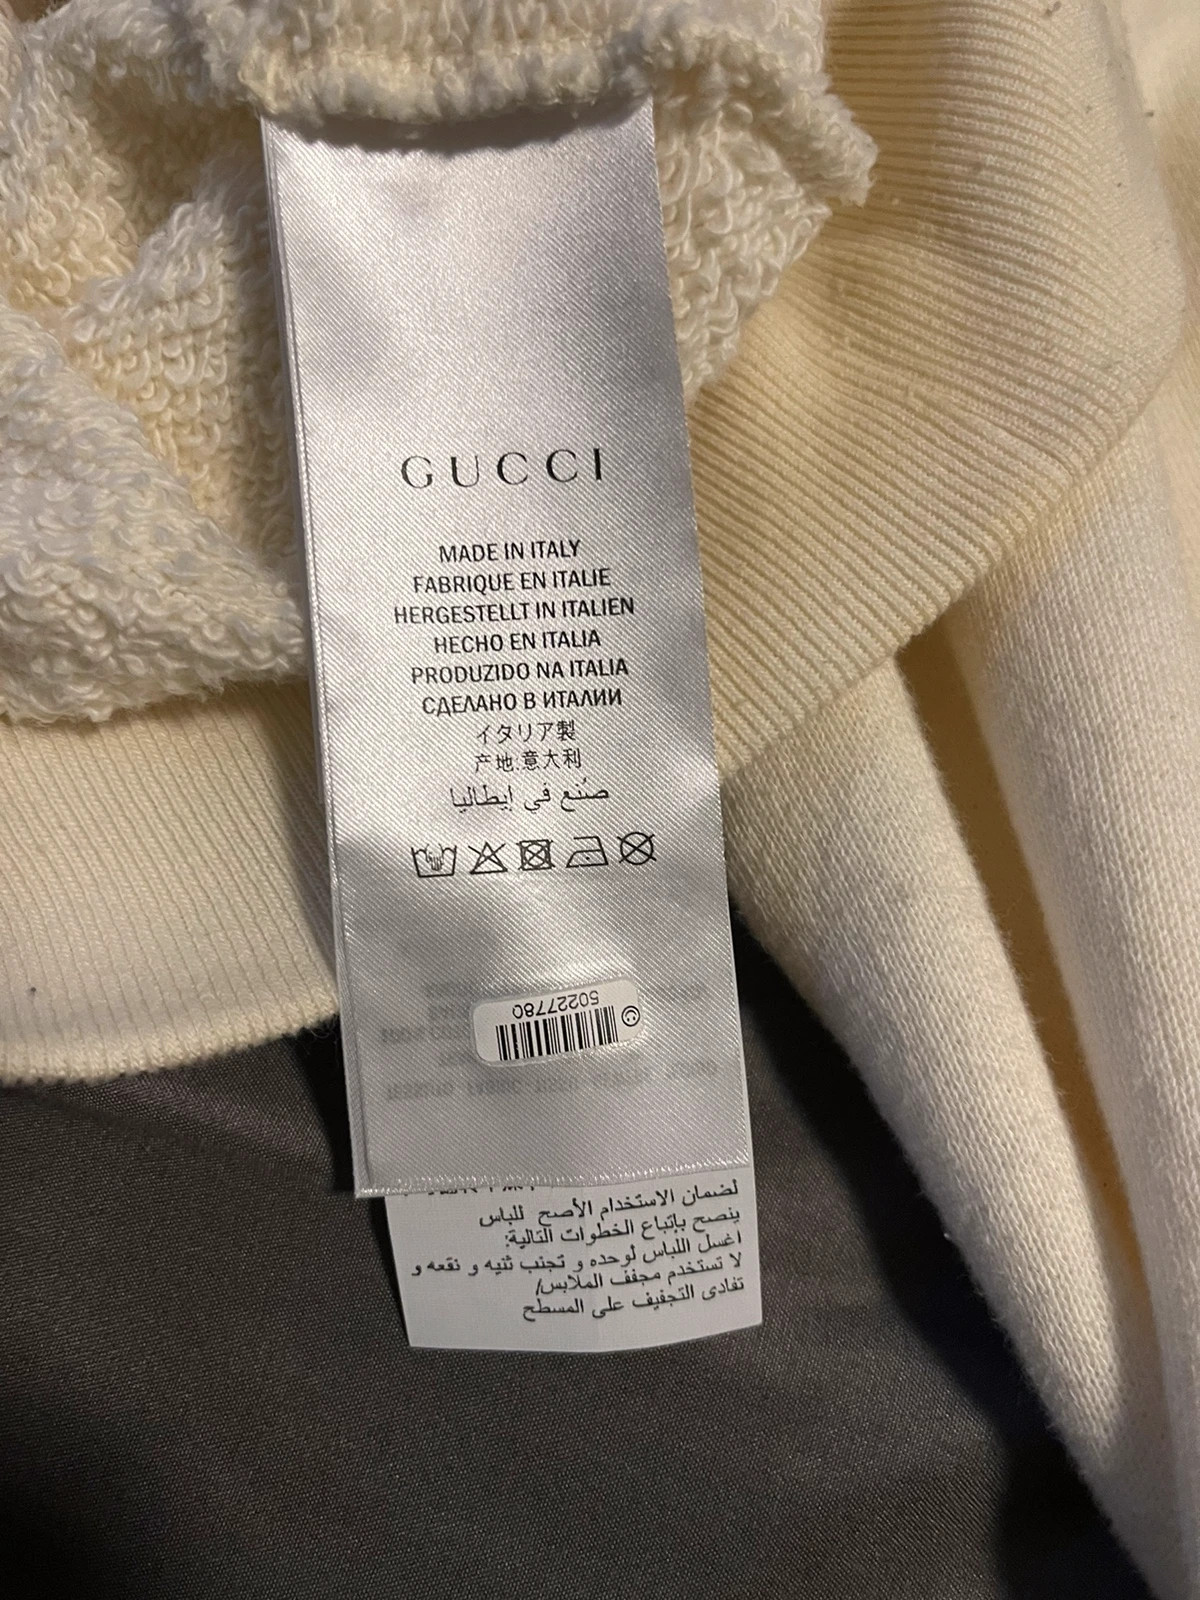 GUCCI
MADE IN ITALY
FABRIQUE EN ITALIE
HERGESTELLT IN ITALIEN
HECHO EN ITALIA
PRODUZIDO NA ITALIA
СДЕЛАНО В ИТАЛИИ
イタリア製
产地:意大利
صُنع في إيطاليا
50227780
لضمان الاستخدام الأصح للباس
ينصح بإتباع الخطوات التالية:
اغسل اللباس لوحده و تجنب ثنيه و نقعه و
لا تستخدم مجفف الملابس/
تفادى التجفيف على المسطح